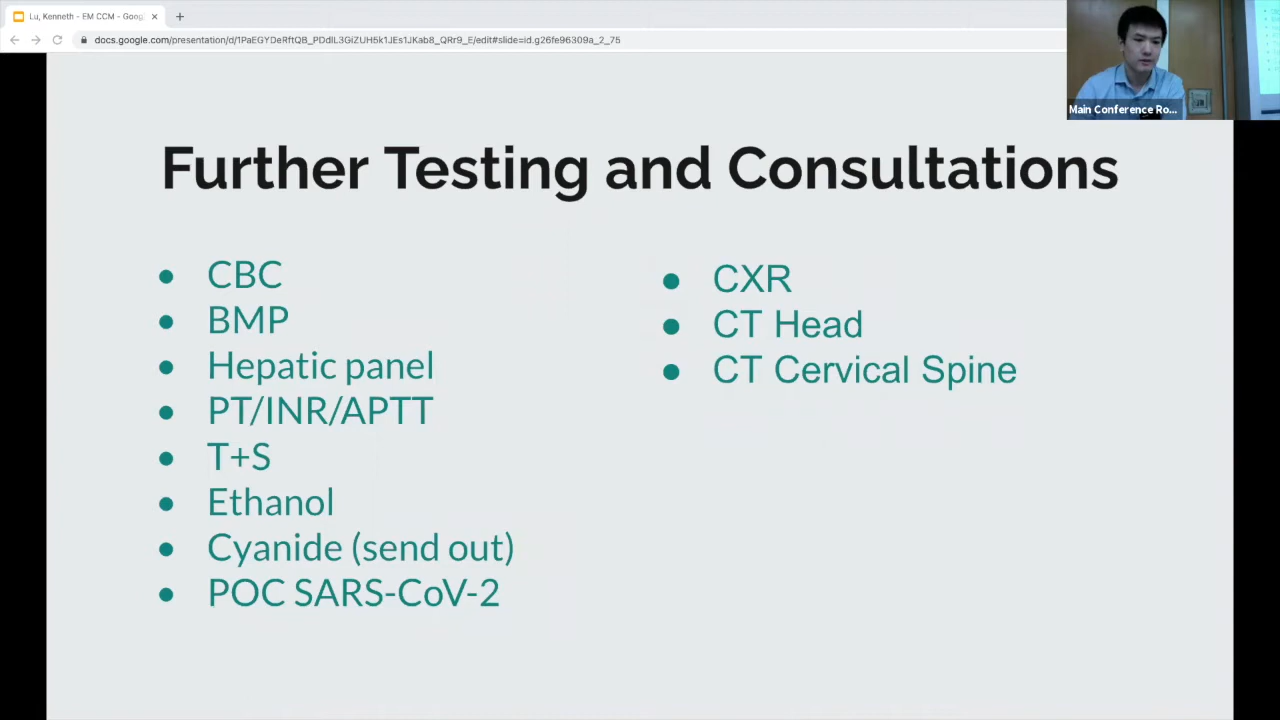 Lu, Kenneth - EM CCM - Goog
docs.google.com/presentation/d/1PaEGYDeRftQB_PDdlL3GiZUH5k1JEs1JKab8_QRr9_E/edit#slide=id.g26fe96309a_2_75
Main Conference Ro...
Further Testing and Consultations
CBC
BMP
Hepatic panel
PT/INR/APTT
T+S
Ethanol
Cyanide (send out)
POC SARS-CoV-2
CXR
CT Head
CT Cervical Spine